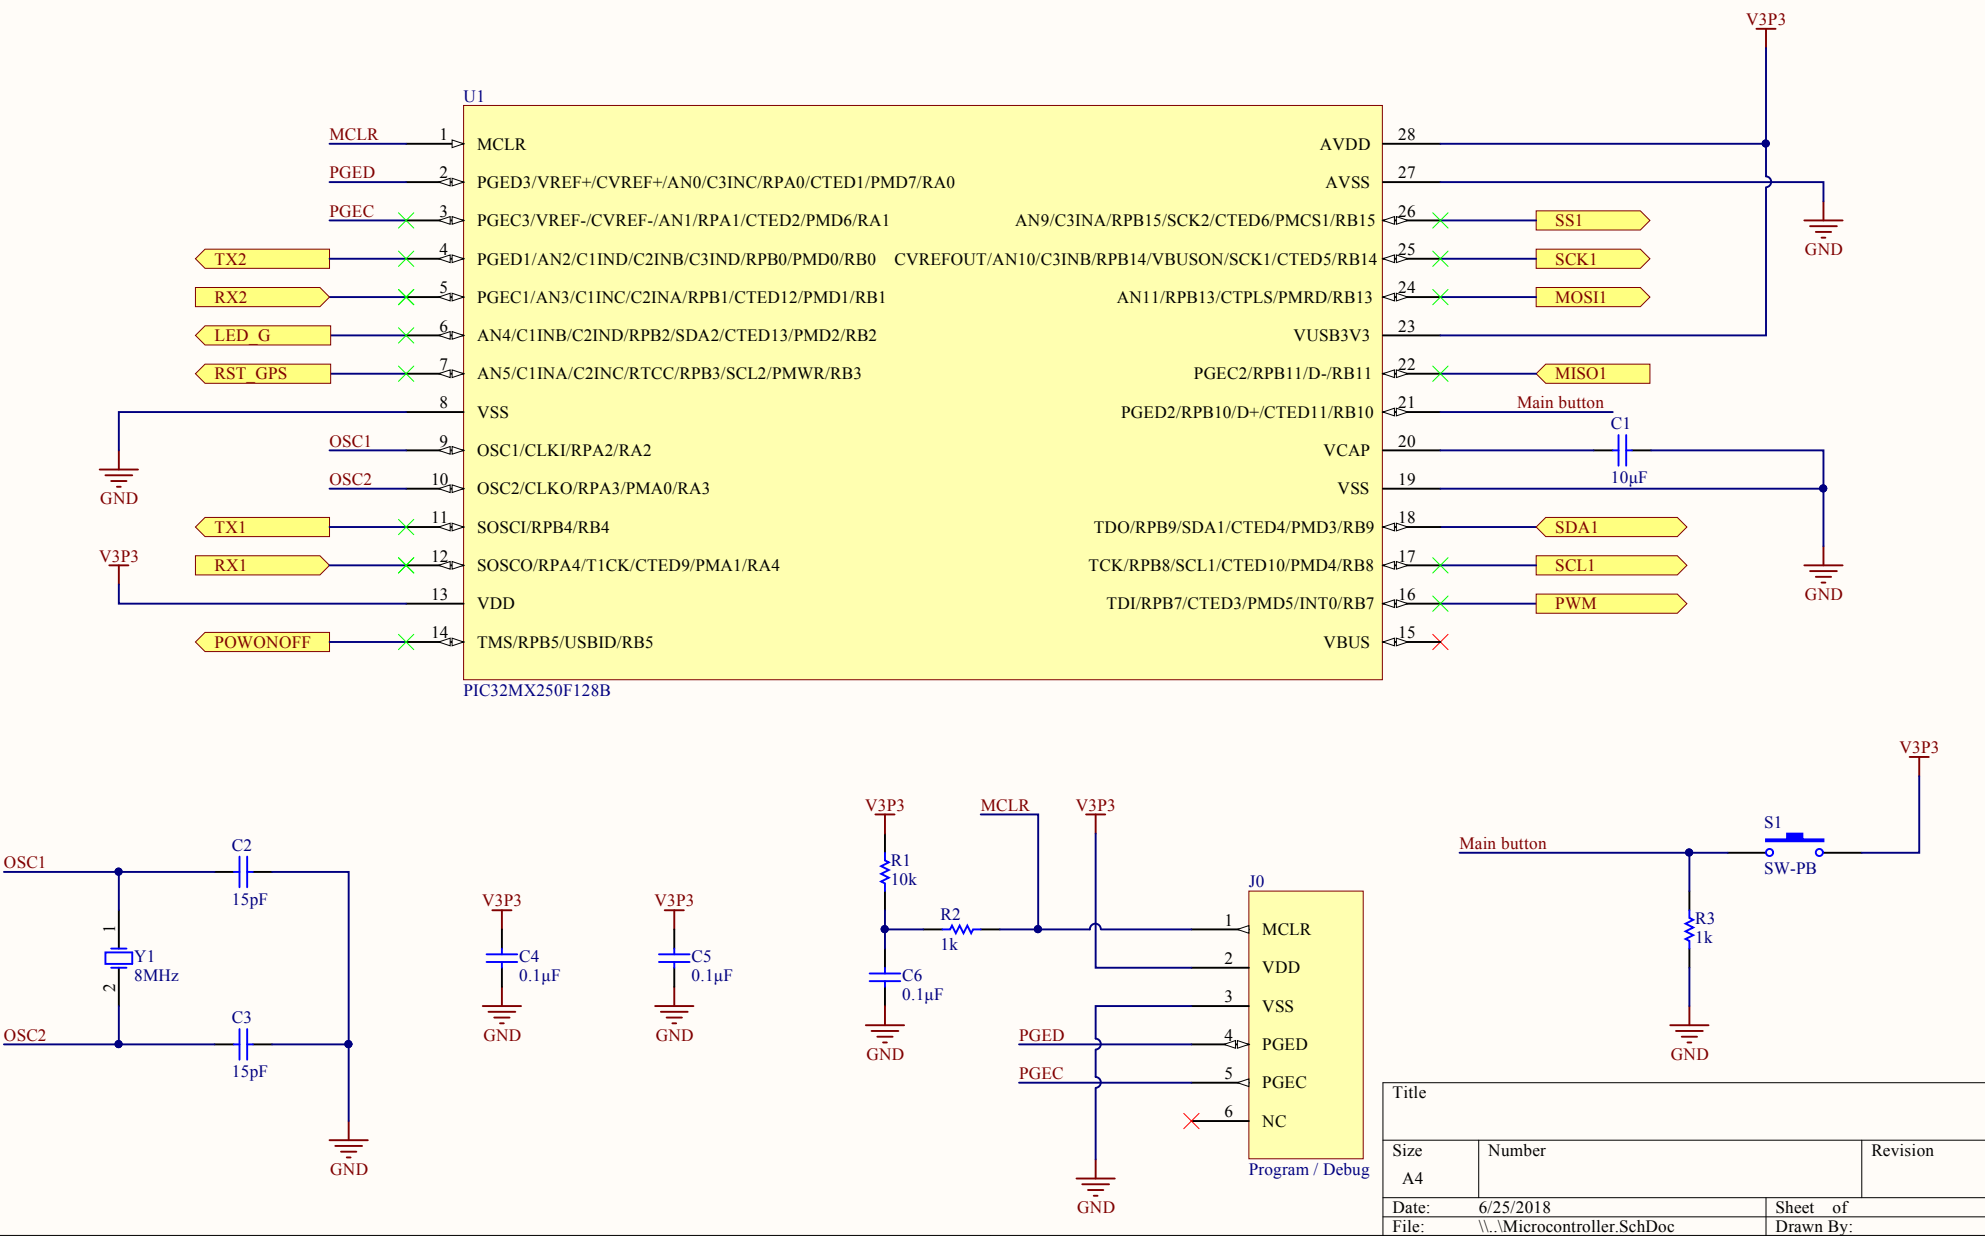 V3P3
U1
MCLR 1 MCLR
PGED 2 PGED3/VREF+/CVREF+/AN0/C3INC/RPA0/CTED1/PMD7/RA0
PGEC 3 PGEC3/VREF-/CVREF-/AN1/RPA1/CTED2/PMD6/RA1
TX2 4 PGED1/AN2/C1IND/C2INB/C3IND/RPB0/PMD0/RB0
RX2 5 PGEC1/AN3/C1INC/C2INA/RPB1/CTED12/PMD1/RB1
LED_G 6 AN4/C1INB/C2IND/RPB2/SDA2/CTED13/PMD2/RB2
RST_GPS 7 AN5/C1INA/C2INC/RTCC/RPB3/SCL2/PMWR/RB3
8 VSS
GND
OSC1 9 OSC1/CLKI/RPA2/RA2
OSC2 10 OSC2/CLKO/RPA3/PMA0/RA3
TX1 11 SOSCI/RPB4/RB4
RX1 12 SOSCO/RPA4/T1CK/CTED9/PMA1/RA4
V3P3
13 VDD
POWONOFF 14 TMS/RPB5/USBID/RB5
AVDD 28
AVSS 27
GND
AN9/C3INA/RPB15/SCK2/CTED6/PMCS1/RB15 26 SS1
CVREFOUT/AN10/C3INB/RPB14/VBUSON/SCK1/CTED5/RB14 25 SCK1
AN11/RPB13/CTPLS/PMRD/RB13 24 MOSI1
VUSB3V3 23
PGEC2/RPB11/D-/RB11 22 MISO1
PGED2/RPB10/D+/CTED11/RB10 21 Main button
VCAP 20
C1
10µF
VSS 19
TDO/RPB9/SDA1/CTED4/PMD3/RB9 18 SDA1
TCK/RPB8/SCL1/CTED10/PMD4/RB8 17 SCL1
TDI/RPB7/CTED3/PMD5/INT0/RB7 16 PWM
VBUS 15
GND
PIC32MX250F128B
OSC1
C2
15pF
1
Y1
8MHz
2
OSC2
C3
15pF
GND
V3P3
C4
0.1µF
GND
V3P3
C5
0.1µF
GND
V3P3
R1
10k
R2
1k
C6
0.1µF
GND
MCLR
V3P3
J0
1 MCLR
2 VDD
3 VSS
PGED 4 PGED
PGEC 5 PGEC
6 NC
Program / Debug
GND
V3P3
Main button
S1
SW-PB
R3
1k
GND
Title
Size
A4
Number
Revision
Date: 6/25/2018
Sheet of
File: \\..\Microcontroller.SchDoc
Drawn By: